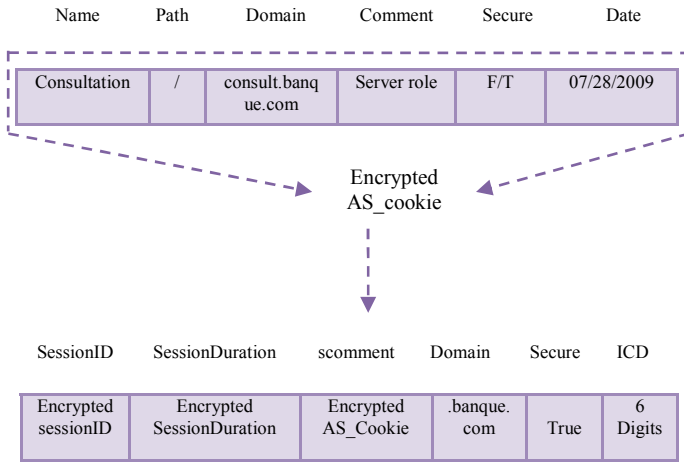 Name Path Domain Comment Secure Date
Consultation / consult.banq Server role F/T 07/28/2009
ue.com
Encrypted
AS_cookie
SessionID SessionDuration scomment Domain Secure ICD
Encrypted Encrypted Encrypted .banque. 6
sessionID SessionDuration AS_Cookie com True Digits